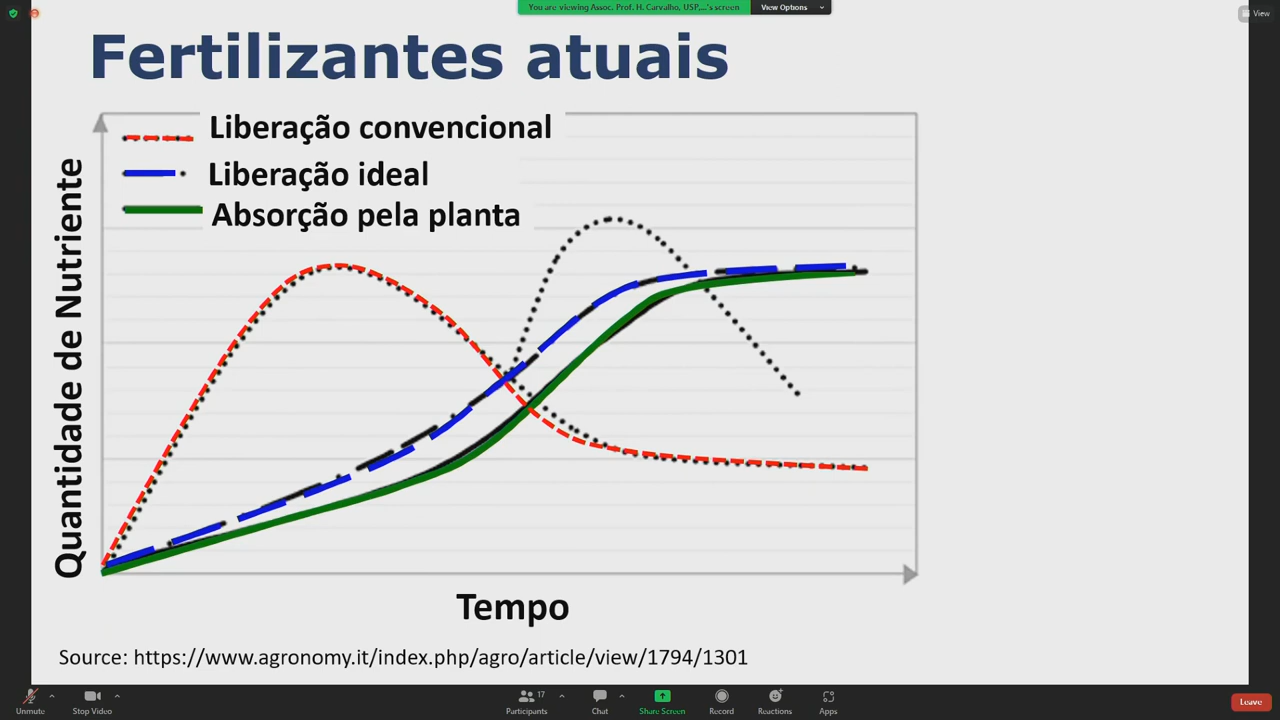 You are viewing Assoc. Prof. H. Carvalho, USP,...'s screen
View Options
View
Fertilizantes atuais
Liberação convencional
Liberação ideal
Absorção pela planta
Quantidade de Nutriente
Tempo
Source: https://www.agronomy.it/index.php/agro/article/view/1794/1301
Unmute
Stop Video
Participants
17
Chat
Share Screen
Record
Reactions
Apps
Leave